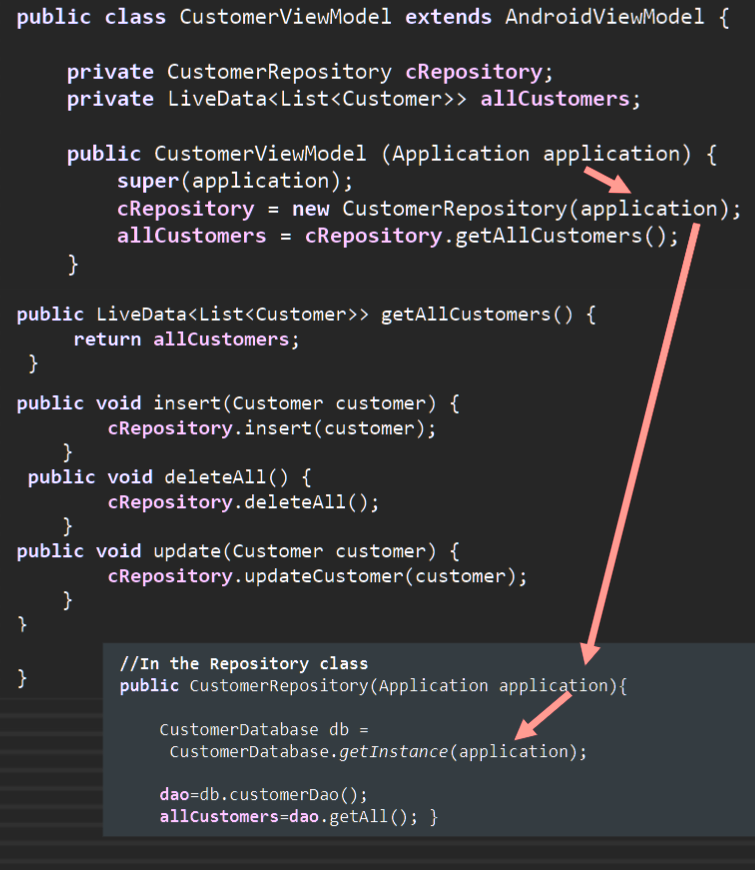 public class CustomerViewModel extends AndroidViewModel {
private CustomerRepository cRepository;
private LiveData<List<Customer>> allCustomers;
public CustomerViewModel (Application application) {
super(application);
cRepository = new CustomerRepository(application);
allCustomers = cRepository.getAllCustomers();
}
public LiveData<List<Customer>> getAllCustomers() {
return allCustomers;
}
public void insert(Customer customer) {
cRepository.insert(customer);
}
public void deleteAll() {
cRepository.deleteAll();
}
public void update(Customer customer) {
cRepository.updateCustomer(customer);
}
}
}
//In the Repository class
public CustomerRepository(Application application){
CustomerDatabase db =
CustomerDatabase.getInstance(application);
dao=db.customerDao();
allCustomers=dao.getAll(); }